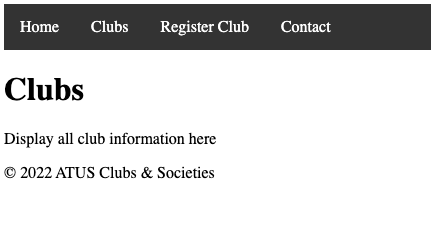 Home Clubs Register Club Contact
Clubs
Display all club information here
© 2022 ATUS Clubs & Societies